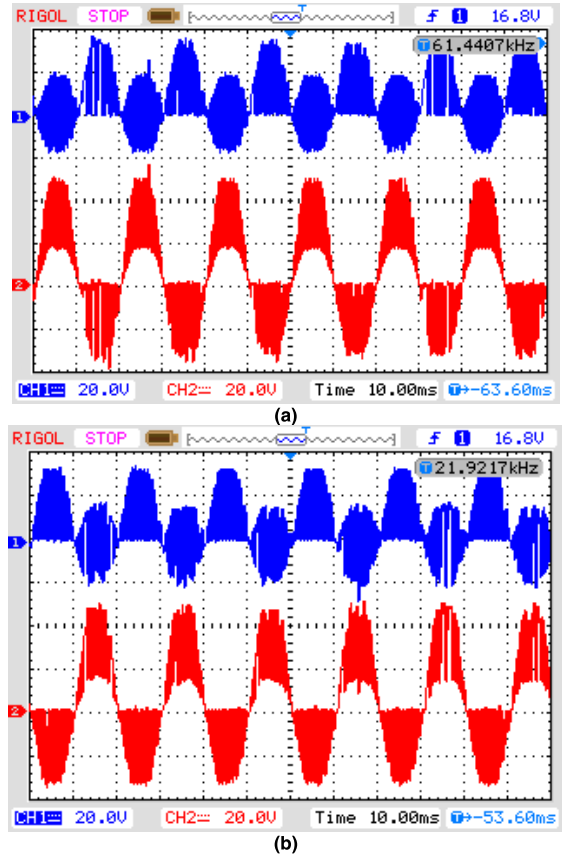 RIGOL STOP T f 1 16.8V
T 61.4407kHz
1
2
CH1 20.0V CH2 20.0V Time 10.00ms T→-63.60ms
(a)
RIGOL STOP T f 1 16.8V
T 21.9217kHz
1
2
CH1 20.0V CH2 20.0V Time 10.00ms T→-53.60ms
(b)